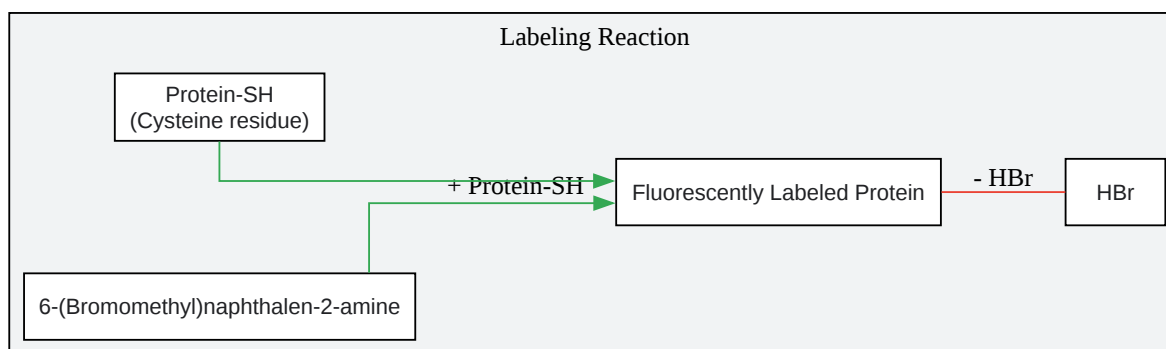 Labeling Reaction
Protein-SH
(Cysteine residue)
+ Protein-SH
Fluorescently Labeled Protein
- HBr
HBr
6-(Bromomethyl)naphthalen-2-amine